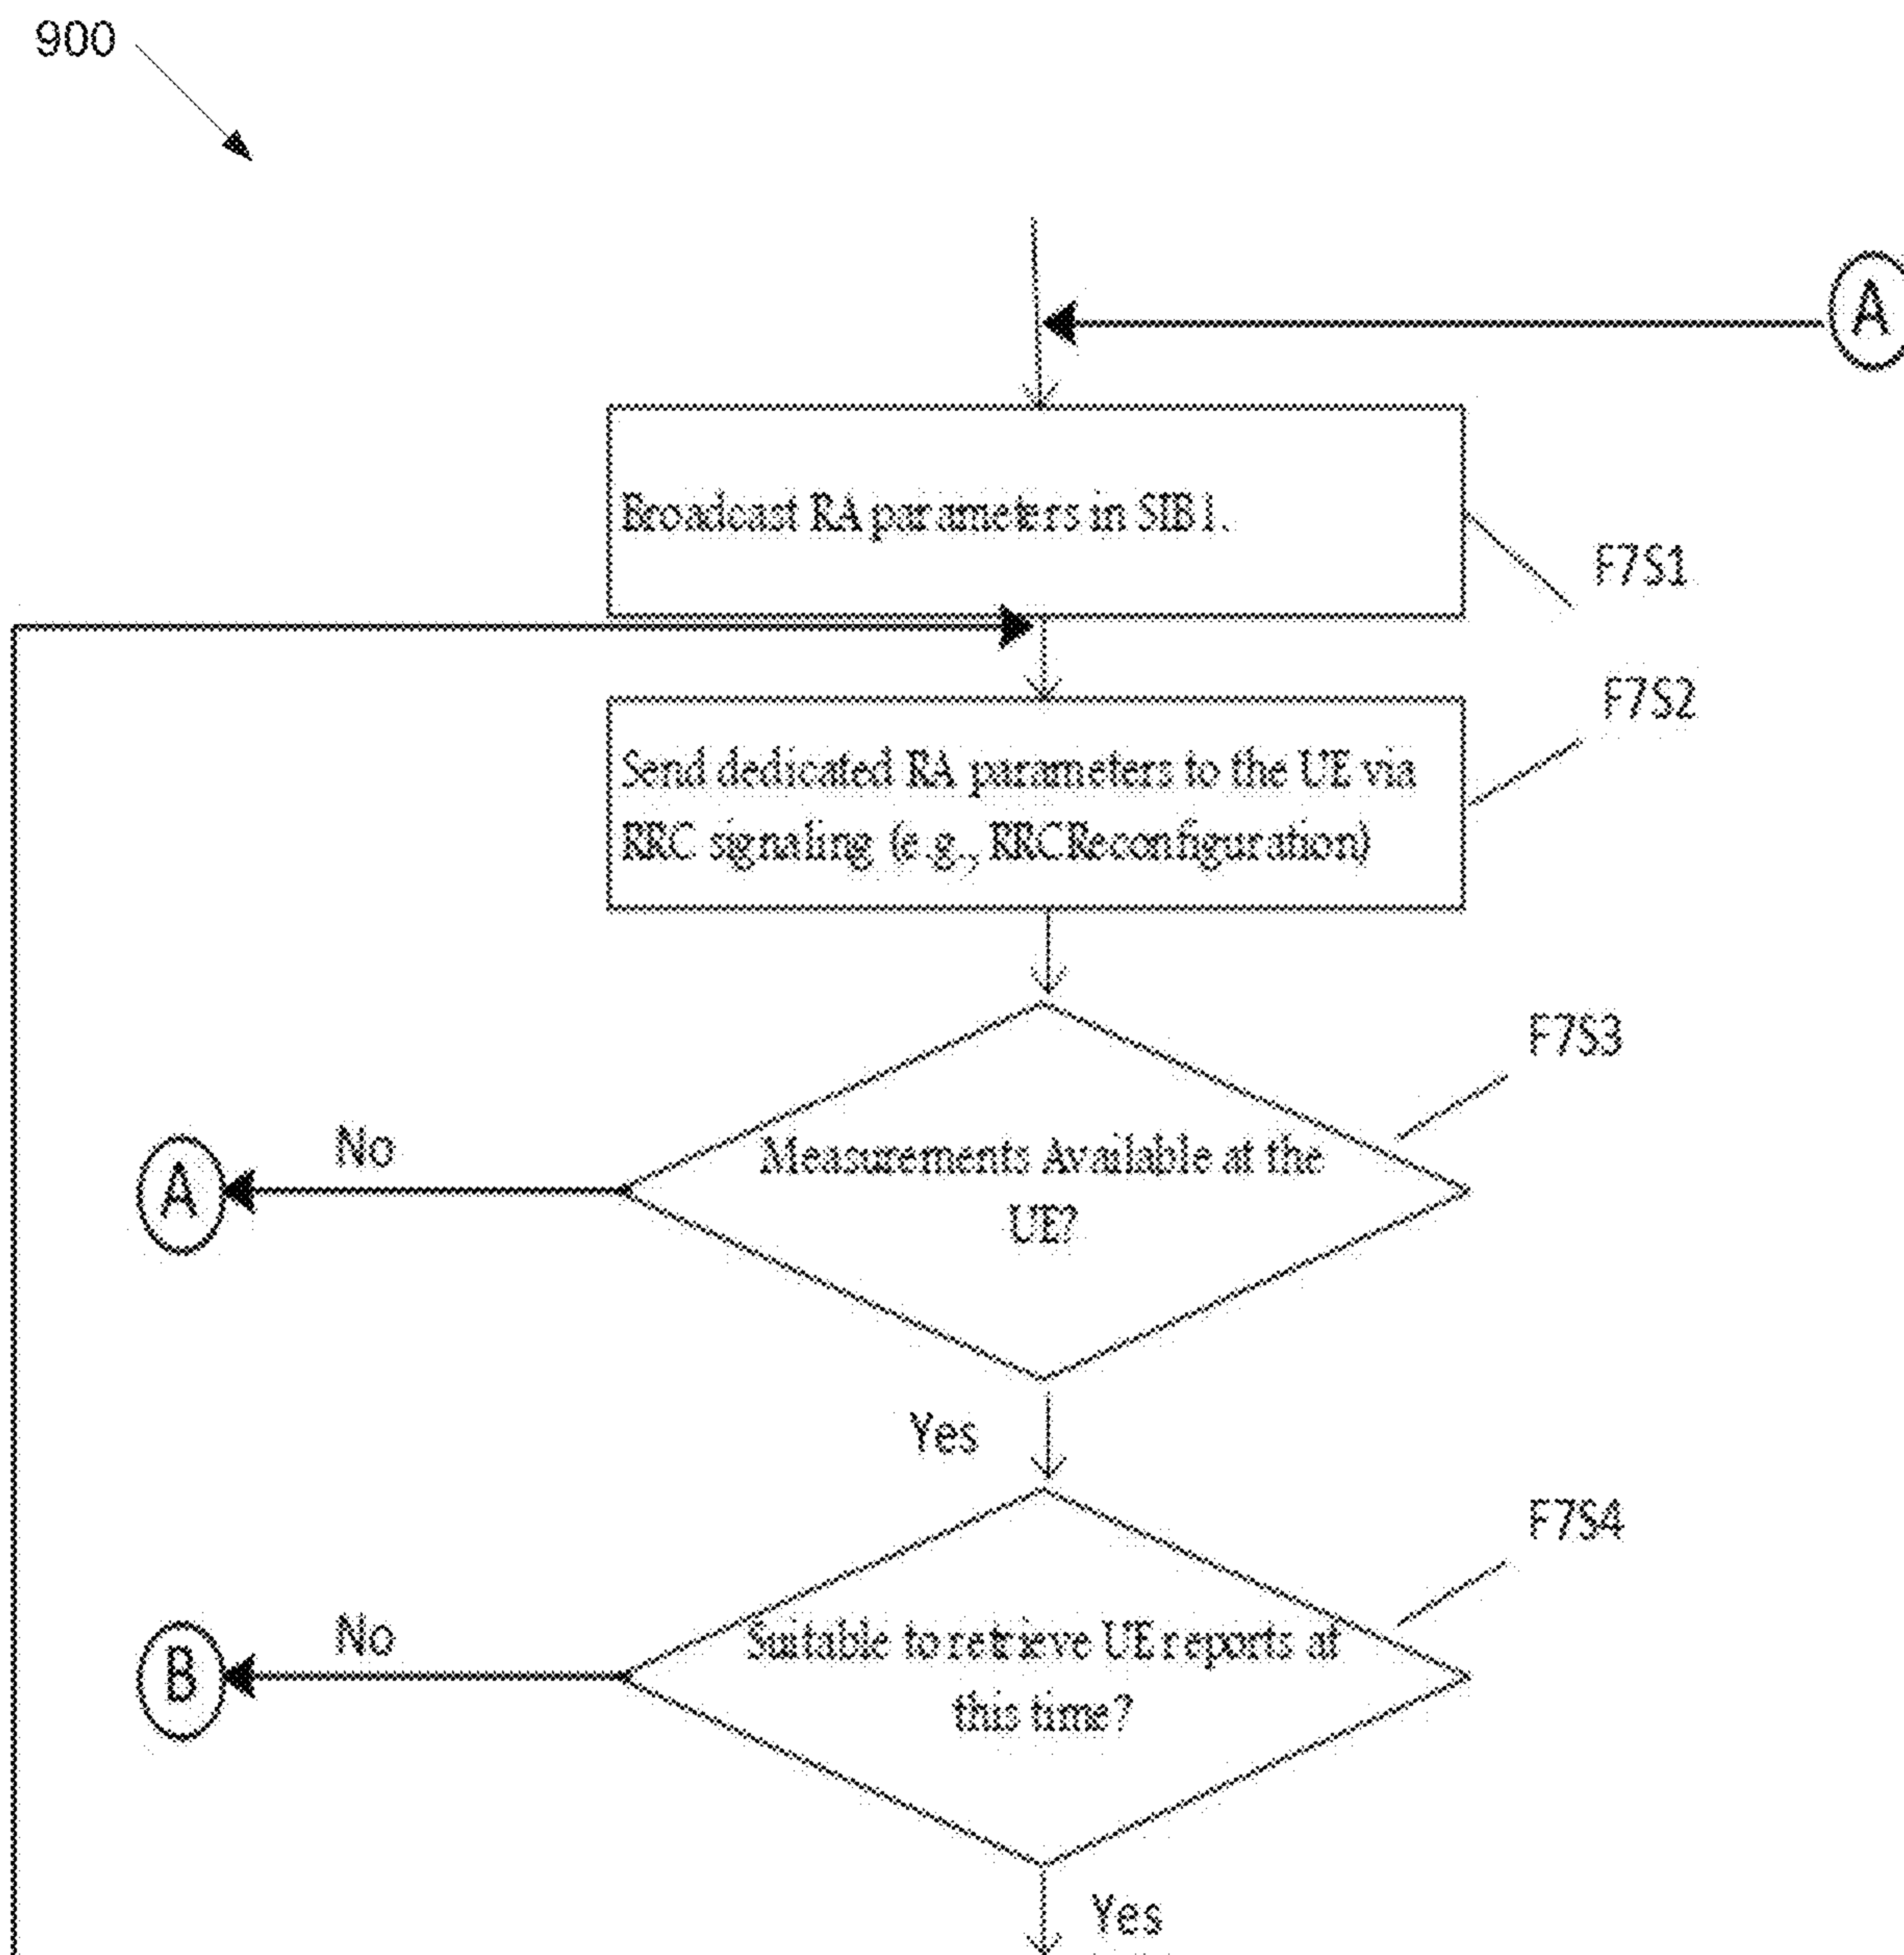 900
A
Broadcast RA parameters in SIB1.
F7S1
F7S2
Send dedicated RA parameters to the UE via
RRC signaling (e.g., RRCReconfiguration)
F7S3
No
A
Measurements Available at the
UE?
Yes
F7S4
No
B
Suitable to retrieve UE reports at
this time?
Yes